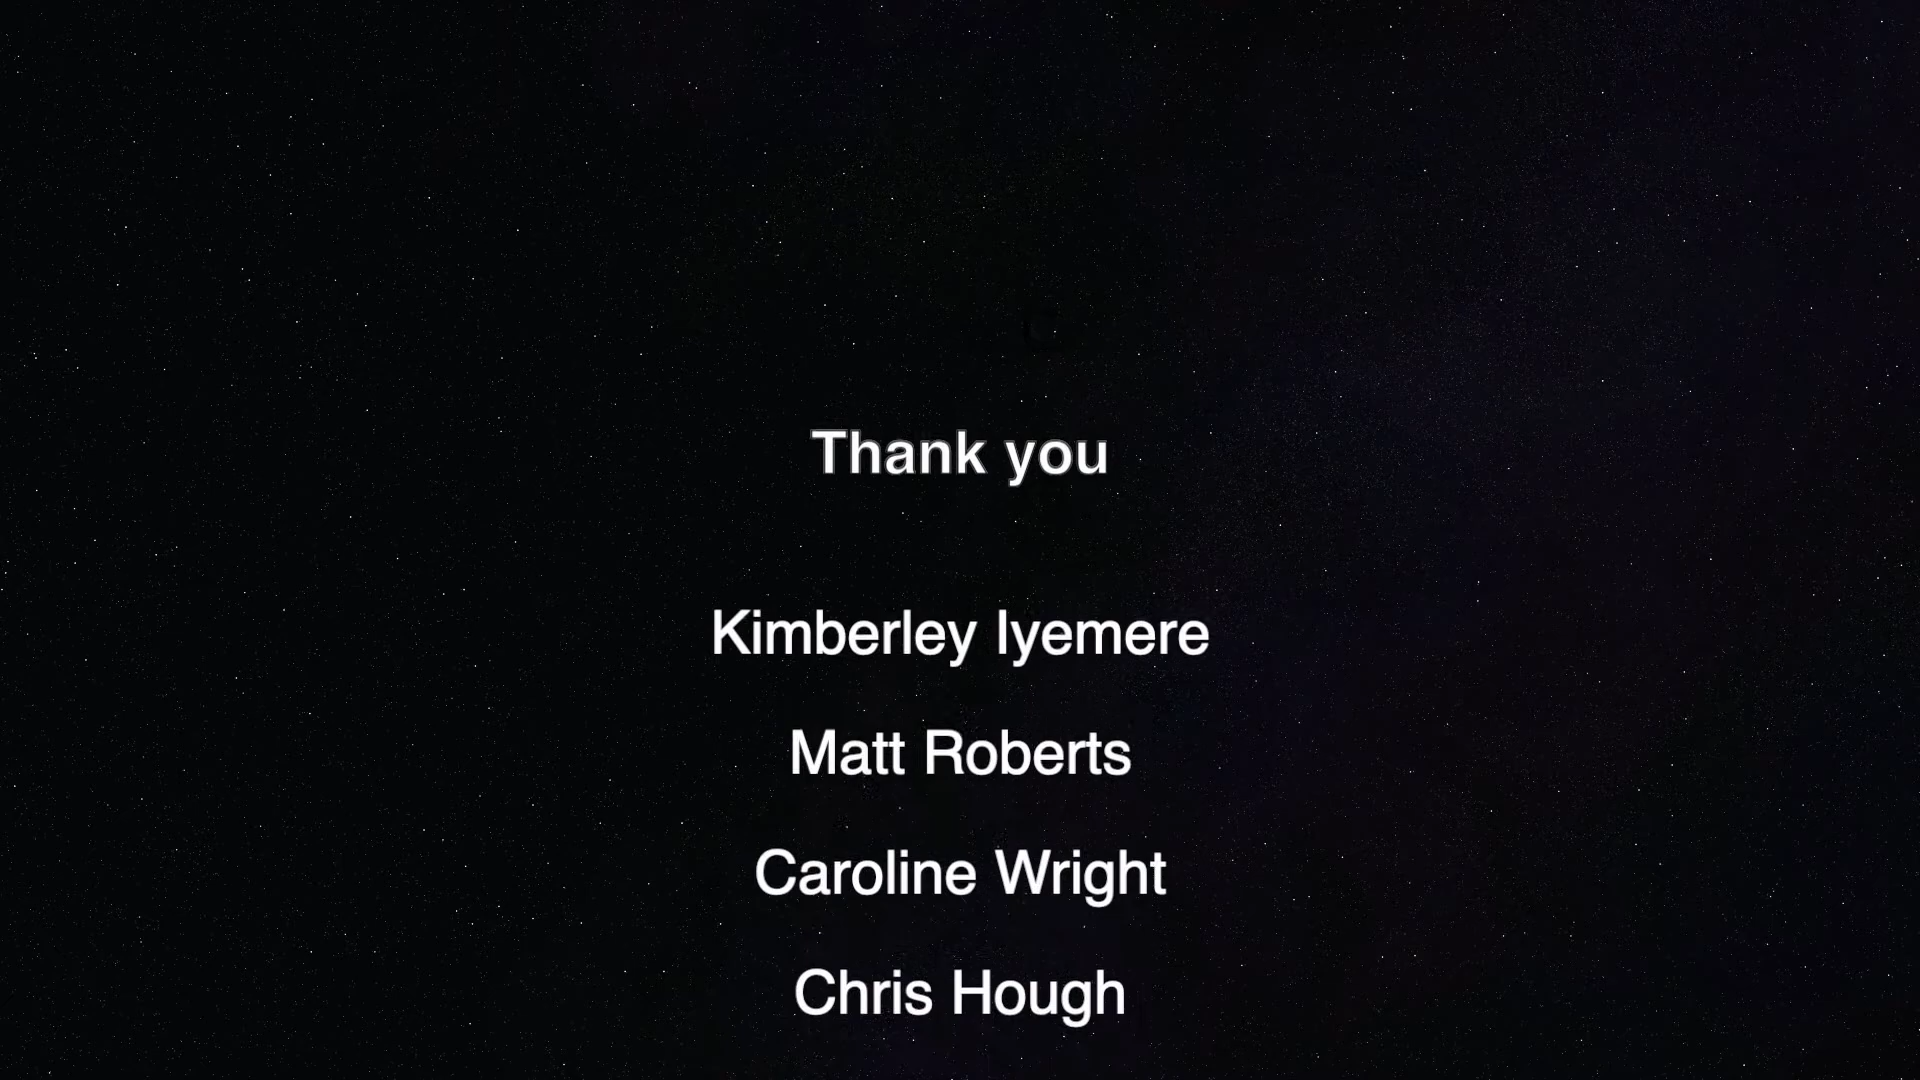 Thank you
Kimberley Iyemere
Matt Roberts
Caroline Wright
Chris Hough